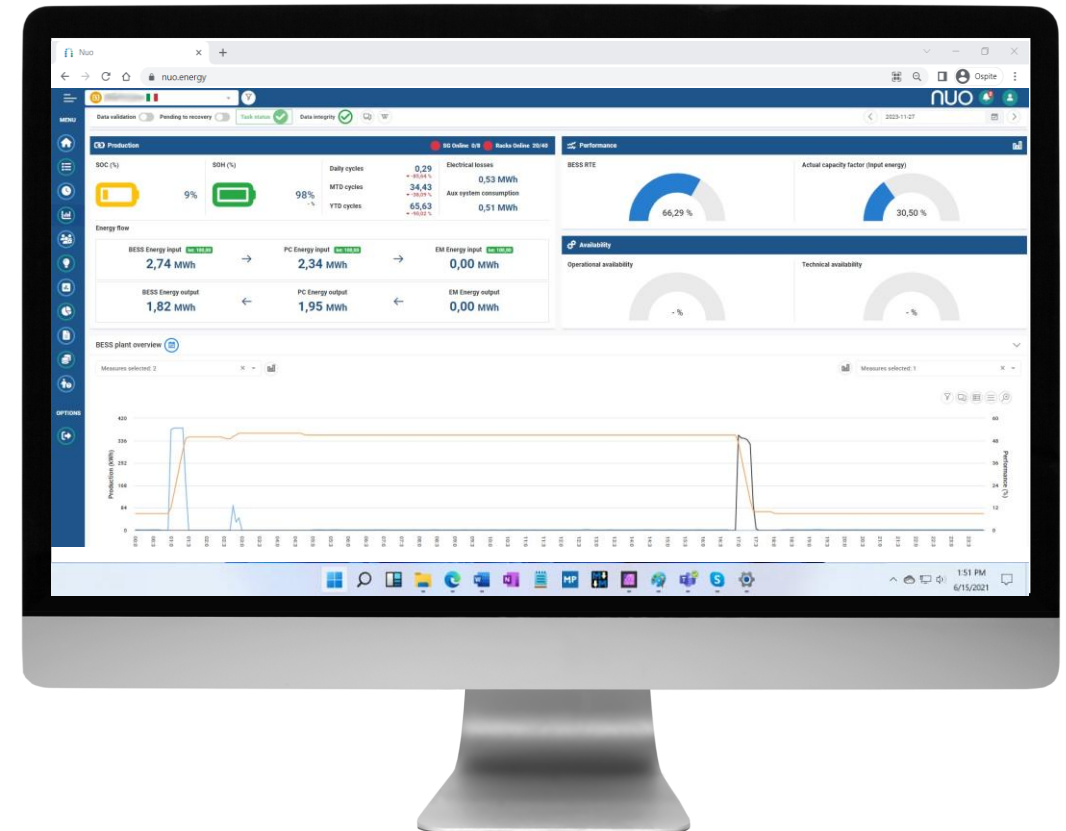 Nuo
nuo.energy
Ospite
nuo
MENU
Data validation
Pending to recovery
Task status
Data integrity
2023-11-27
Production
BG Online 0/8
Racks Online 39/40
Performance
SOC (%)
9%
SOH (%)
98%
- %
Daily cycles
0,29
MTD cycles
34,43
YTD cycles
65,63
Electrical losses
0,53 MWh
Aux system consumption
0,51 MWh
BESS RTE
66,29 %
Actual capacity factor (Input energy)
30,50 %
Energy flow
BESS Energy input
2,74 MWh
→
PC Energy input
2,34 MWh
→
EM Energy input
0,00 MWh
BESS Energy output
1,82 MWh
←
PC Energy output
1,95 MWh
←
EM Energy output
0,00 MWh
Availability
Operational availability
- %
Technical availability
- %
BESS plant overview
Measures selected: 2
Measures selected: 1
OPTIONS
Production (KWh)
420
336
252
168
84
0
Performance (%)
60
48
36
24
12
0
MP
1:51 PM
6/15/2021